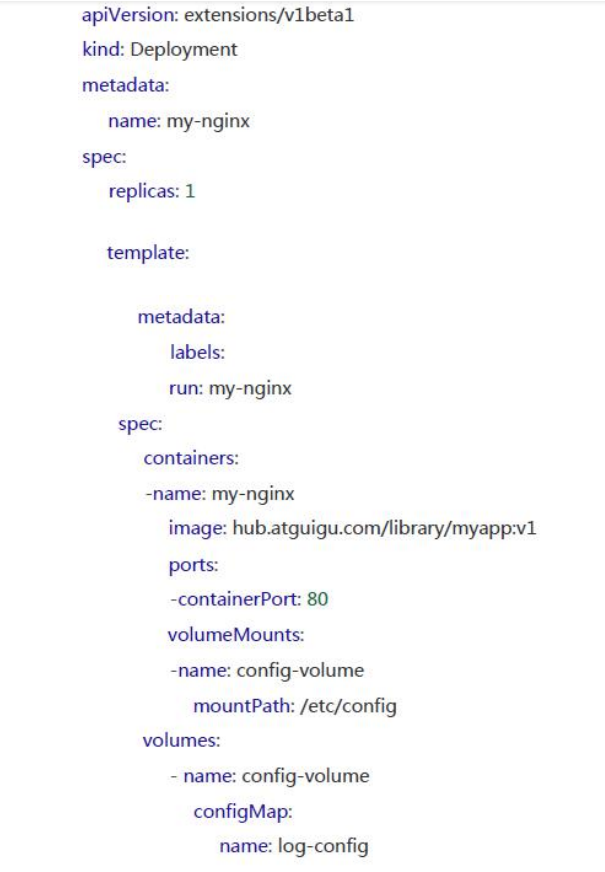 apiVersion: extensions/v1beta1
kind: Deployment
metadata:
name: my-nginx
spec:
replicas: 1
template:
metadata:
labels:
run: my-nginx
spec:
containers:
-name: my-nginx
image: hub.atguigu.com/library/myapp:v1
ports:
-containerPort: 80
volumeMounts:
-name: config-volume
mountPath: /etc/config
volumes:
- name: config-volume
configMap:
name: log-config